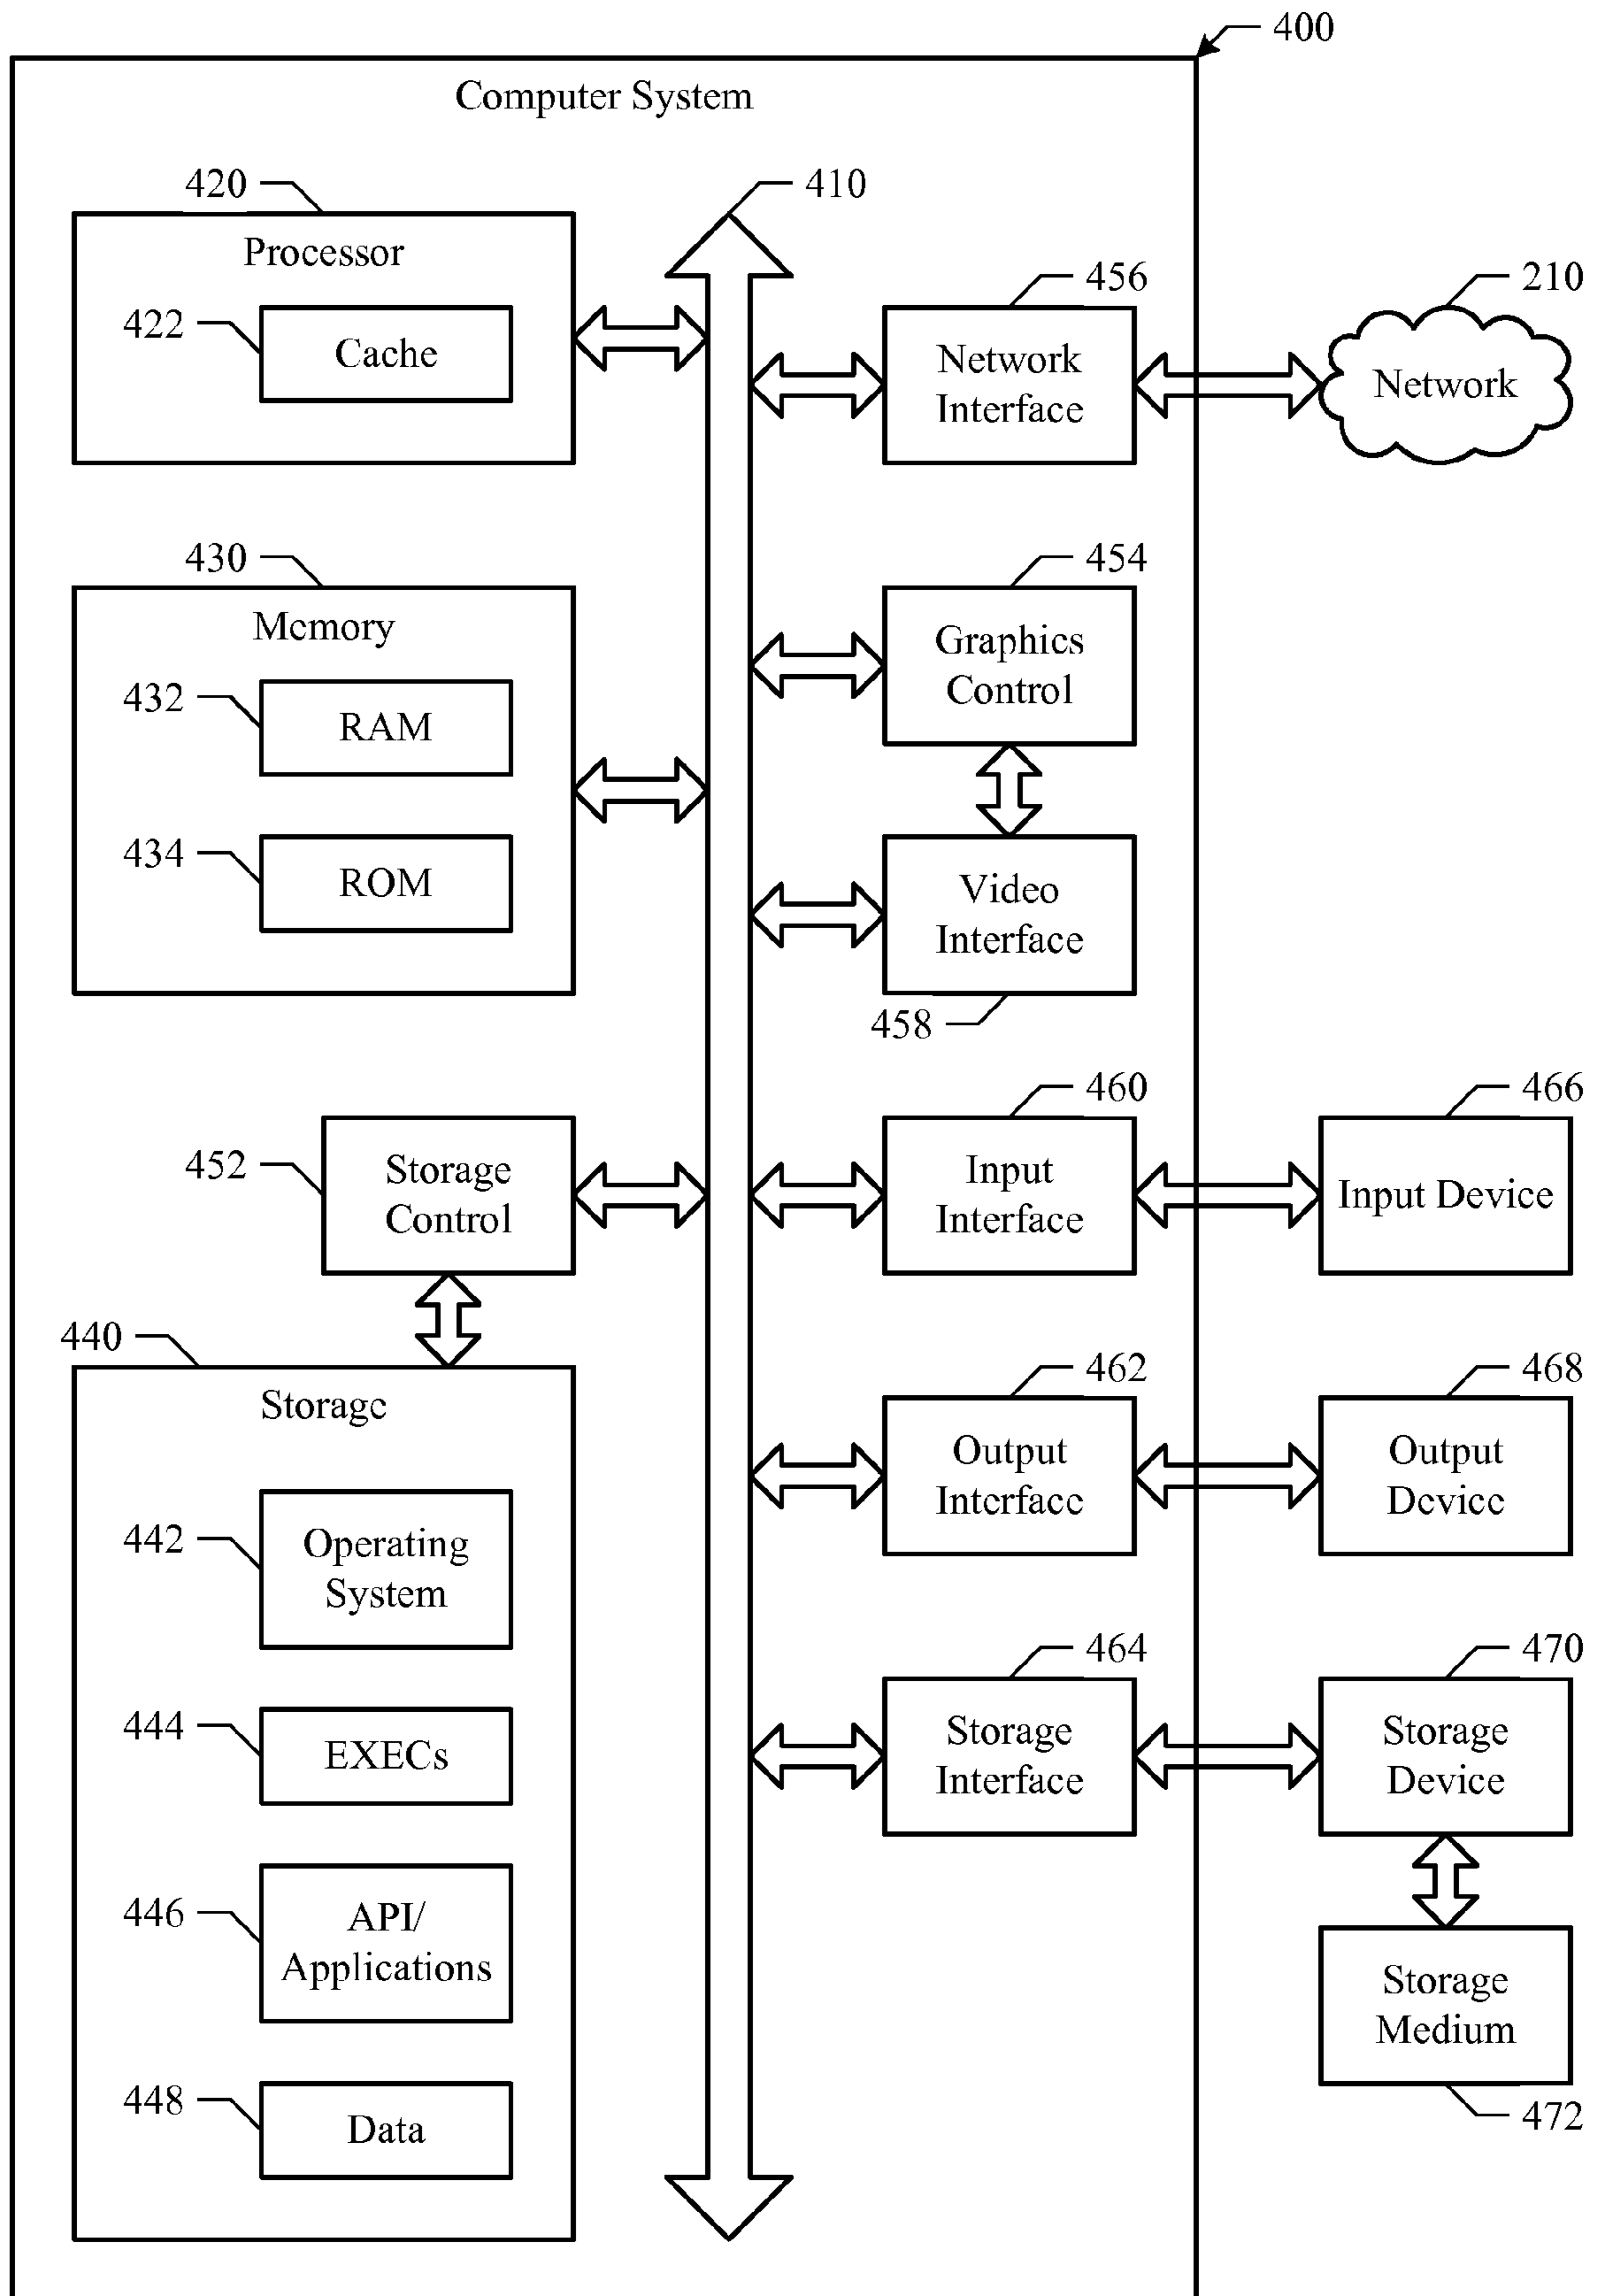 400
Computer System
420
410
Processor
422
Cache
456
Network
Interface
210
Network
430
Memory
432
RAM
434
ROM
454
Graphics
Control
Video
Interface
458
452
Storage
Control
460
Input
Interface
466
Input Device
440
Storage
442
Operating
System
444
EXECs
446
API/
Applications
448
Data
462
Output
Interface
468
Output
Device
464
Storage
Interface
470
Storage
Device
Storage
Medium
472